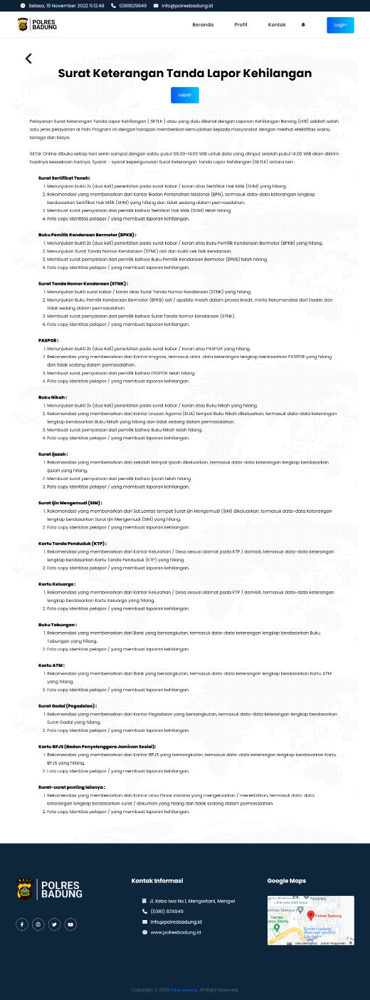 Selasa, 15 November 2022 11:12:49 0361829949 info@polresbadung.id
POLRES
BADUNG
Beranda Profil Kontak Login
Surat Keterangan Tanda Lapor Kehilangan
Lapor
Pelayanan Surat Keterangan Tanda Lapor Kehilangan ( SKTLK ) atau yang dulu dikenal dengan Laporan Kehilangan Barang (LKB) adalah salah
satu jenis pelayanan di Polri. Program ini dengan harapan memberikan kemudahan kepada masyarakat dengan melihat efektifitas waktu,
tenaga dan biaya.
SKTLK Online dibuka setiap hari senin sampai dengan sabtu pukul 08.00-14.00 WIB untuk data yang diinput setelah pukul 14.00 WIB akan dikirim
hasilnya keesokaan harinya. Syarat – syarat kepengurusan Surat Keterangan Tanda Lapor Kehilangan (SKTLK) antara lain :
Surat Sertifikat Tanah:
1. Menunjukan bukti 2x (dua kali) penerbitan pada surat kabar / koran atas Sertifikat Hak Milik (SHM) yang hilang.
2. Rekomendasi yang membenarkan dari Kantor Badan Pertanahan Nasional (BPN), termasuk data-data keterangan lengkap
berdasarkan Sertifikat Hak Milik (SHM) yang hilang dan tidak sedang dalam permasalahan.
3. Membuat surat pernyataan dari pemilik bahwa Sertifikat Hak Milik (SHM) telah hilang.
4. Foto copy identitas pelapor / yang membuat laporan kehilangan.
Buku Pemilik Kendaraan Bermotor (BPKB) :
1. Menunjukan bukti 2x (dua kali) penerbitan pada surat kabar / koran atas Buku Pemilik Kendaraan Bermotor (BPKB) yang hilang.
2. Menunjukan Surat Tanda Nomor Kendaraan (STNK) asli dan bukti cek fisik kendaraan.
3. Membuat surat pernyataan dari pemilik bahwa Buku Pemilik Kendaraan Bermotor (BPKB) telah hilang.
4. Foto copy identitas pelapor / yang membuat laporan kehilangan.
Surat Tanda Nomor Kendaraan (STNK) :
1. Menunjukan bukti surat kabar / koran atas Surat Tanda Nomor Kendaraan (STNK) yang hilang.
2. Menunjukan Buku Pemilik Kendaraan Bermotor (BPKB) asli / apabila masih dalam proses kredit, minta Rekomendasi dari Dealer dan
tidak sedang dalam permasalahan.
3. Membuat surat pernyataan dari pemilik bahwa Surat Tanda Nomor Kendaraan (STNK).
4. Foto copy identitas pelapor / yang membuat laporan kehilangan.
PASPOR :
1. Menunjukan bukti 2x (dua kali) penerbitan pada surat kabar / koran atas PASPOR yang hilang.
2. Rekomendasi yang membenarkan dari Kantor Imigrasi, termasuk data-data keterangan lengkap berdasarkan PASPOR yang hilang
dan tidak sedang dalam permasalahan.
3. Membuat surat pernyataan dari pemilik bahwa PASPOR telah hilang.
4. Foto copy identitas pelapor / yang membuat laporan kehilangan.
Buku Nikah :
1. Menunjukan bukti 2x (dua kali) penerbitan pada surat kabar / koran atas Buku Nikah yang hilang.
2. Rekomendasi yang membenarkan dari Kantor Urusan Agama (KUA) tempat Buku Nikah dikeluarkan, termasuk data-data keterangan
lengkap berdasarkan Buku Nikah yang hilang dan tidak sedang dalam permasalahan.
3. Membuat surat pernyataan dari pemilik bahwa Buku Nikah telah hilang.
4. Foto copy identitas pelapor / yang membuat laporan kehilangan.
Surat Ijazah :
1. Rekomendasi yang membenarkan dari sekolah tempat Ijazah dikeluarkan, termasuk data-data keterangan lengkap berdasarkan
Ijazah yang hilang.
2. Membuat surat pernyataan dari pemilik bahwa Ijazah telah hilang.
3. Foto copy identitas pelapor / yang membuat laporan kehilangan.
Surat Ijin Mengemudi (SIM) :
1. Rekomendasi yang membenarkan dari Sat.Lantas tempat Surat Ijin Mengemudi (SIM) dikeluarkan, termasuk data-data keterangan
lengkap berdasarkan Surat Ijin Mengemudi (SIM) yang hilang.
2. Foto copy identitas pelapor / yang membuat laporan kehilangan.
Kartu Tanda Penduduk (KTP) :
1. Rekomendasi yang membenarkan dari Kantor Kelurahan / Desa sesuai alamat pada KTP / domisili, termasuk data-data keterangan
lengkap berdasarkan Kartu Tanda Penduduk (KTP) yang hilang.
2. Foto copy identitas pelapor / yang membuat laporan kehilangan.
Kartu Keluarga :
1. Rekomendasi yang membenarkan dari Kantor Kelurahan / Desa sesuai alamat pada KTP / domisili, termasuk data-data keterangan
lengkap berdasarkan Kartu Keluarga yang hilang.
2. Foto copy identitas pelapor / yang membuat laporan kehilangan.
Buku Tabungan :
1. Rekomendasi yang membenarkan dari Bank yang bersangkutan, termasuk data-data keterangan lengkap berdasarkan Buku
Tabungan yang hilang.
2. Foto copy identitas pelapor / yang membuat laporan kehilangan.
Kartu ATM :
1. Rekomendasi yang membenarkan dari Bank yang bersangkutan, termasuk data-data keterangan lengkap berdasarkan Kartu ATM
yang hilang.
2. Foto copy identitas pelapor / yang membuat laporan kehilangan.
Surat Gadai (Pegadaian) :
1. Rekomendasi yang membenarkan dari Kantor Pegadaian yang bersangkutan, termasuk data-data keterangan lengkap berdasarkan
Surat Gadai yang hilang.
2. Foto copy identitas pelapor / yang membuat laporan kehilangan.
Kartu BPJS (Badan Penyelenggara Jaminan Sosial):
1. Rekomendasi yang membenarkan dari Kantor BPJS yang bersangkutan, termasuk data-data keterangan lengkap berdasarkan Kartu
BPJS yang hilang.
2. Foto copy identitas pelapor / yang membuat laporan kehilangan.
Surat-surat penting lainnya :
1. Rekomendasi yang membenarkan dari Kantor atau Dinas instansi yang mengeluarkan / menerbitkan, termasuk data-data
keterangan lengkap berdasarkan surat / dokumen yang hilang dan tidak sedang dalam permasalahan.
2. Foto copy identitas pelapor / yang membuat laporan kehilangan.
BALI
POLRES
BADUNG
Kontak Informasi
Jl. Kebo Iwa No.1, Mengwitani, Mengwi
(0361) 829949
info@polresbadung.id
www.polresbadung.id
Google Maps
BADUNG
Lihat peta lebih besar
Polres Badung
Taman
Gorden Badung
(Rancage gorden)
Data peta ©2022 Syarat Penggunaan
Copyright © 2020 Polres Badung. All Right Reserved.